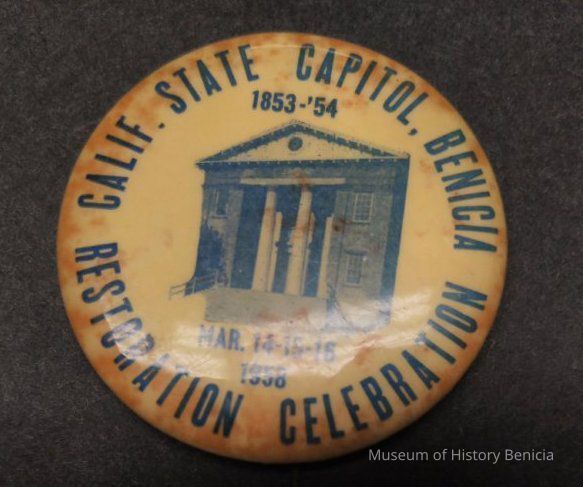 CALIF. STATE CAPITOL, BENICIA
1853-'54
MAR. 14-15-16
1958
RESTORATION CELEBRATION
Museum of History Benicia